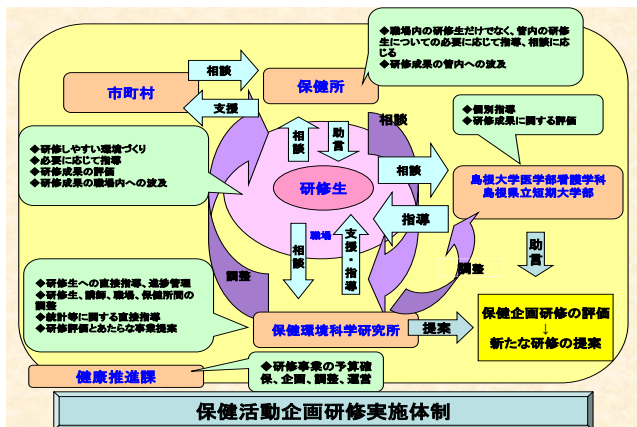 ◆職場内の研修生だけでなく、管内の研修
生についての必要に応じて指導、相談に応
じる
◆研修成果の管内への波及
相談
保健所
市町村
支援
相談
◆個別指導
◆研修成果に関する評価
相談
助言
◆研修しやすい環境づくり
◆必要に応じて指導
◆研修成果の評価
◆研修成果の職場内への波及
相談
島根大学医学部看護学科
島根県立短期大学部
研修生
指導
職場
相談
支援・指導
助言
調整
調整
◆研修生への直接指導、進捗管理
◆研修生、講師、職場、保健所間の
調整
◆統計等に関する直接指導
◆研修評価とあたらな事業提案
保健企画研修の評価
↓
新たな研修の提案
保健環境科学研究所
提案
◆研修事業の予算確
保、企画、調整、運営
健康推進課
保健活動企画研修実施体制